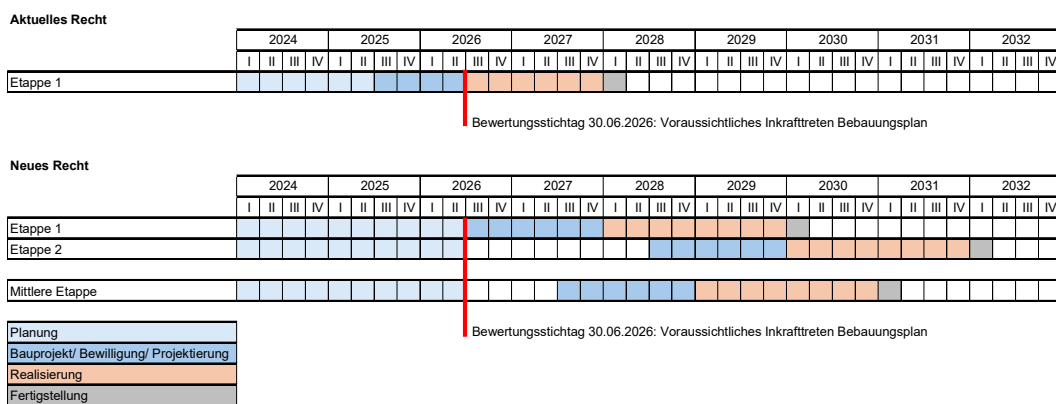 Aktuelles Recht
2024 2025 2026 2027 2028 2029 2030 2031 2032
I II III IV I II III IV I II III IV I II III IV I II III IV I II III IV I II III IV I II III IV I II III IV
Etappe 1
Bewertungsstichtag 30.06.2026: Voraussichtliches Inkrafttreten Bebauungsplan
Neues Recht
2024 2025 2026 2027 2028 2029 2030 2031 2032
I II III IV I II III IV I II III IV I II III IV I II III IV I II III IV I II III IV I II III IV I II III IV
Etappe 1
Etappe 2
Mittlere Etappe
Bewertungsstichtag 30.06.2026: Voraussichtliches Inkrafttreten Bebauungsplan
Planung
Bauprojekt/ Bewilligung/ Projektierung
Realisierung
Fertigstellung